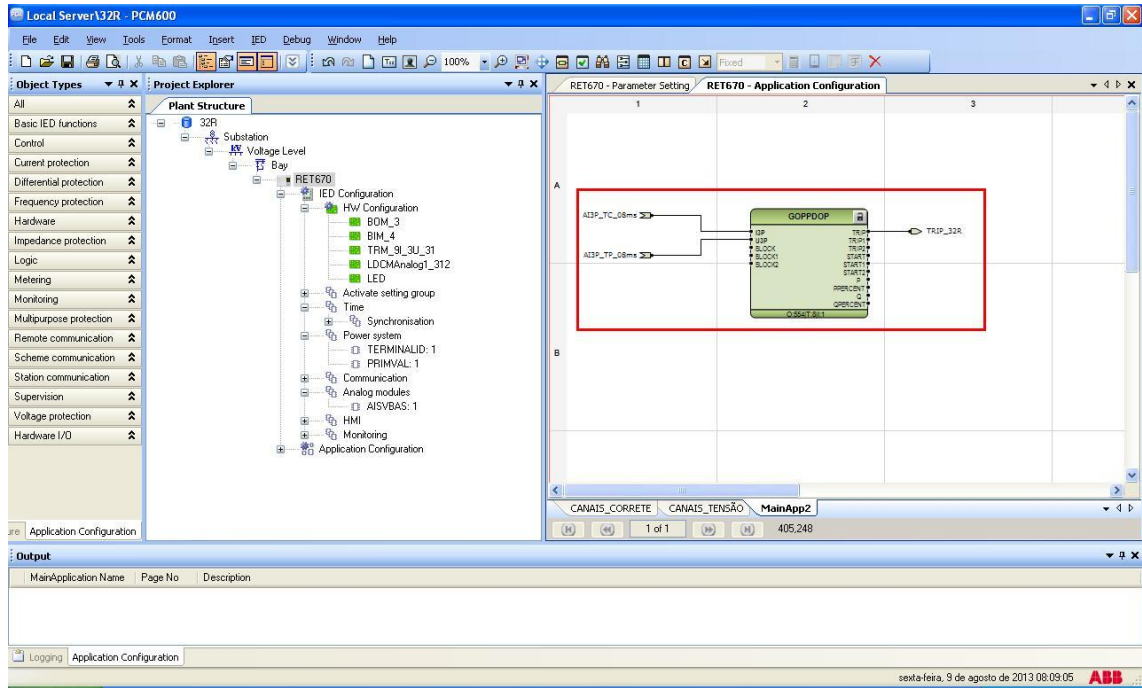 Local Server\32R - PCM600
File Edit View Tools Format Insert IED Debug Window Help
100%
Fixed
Object Types
All
Basic IED functions
Control
Current protection
Differential protection
Frequency protection
Hardware
Impedance protection
Logic
Metering
Monitoring
Multipurpose protection
Remote communication
Scheme communication
Station communication
Supervision
Voltage protection
Hardware I/O
ure Application Configuration
Project Explorer
Plant Structure
32R
Substation
Voltage Level
Bay
RET670
IED Configuration
HW Configuration
BOM_3
BIM_4
TRM_9I_3U_31
LDCMAnalog1_312
LED
Activate setting group
Time
Synchronisation
Power system
TERMINALID: 1
PRIMVAL: 1
Communication
Analog modules
AISVBAS: 1
HMI
Monitoring
Application Configuration
RET670 - Parameter Setting RET670 - Application Configuration
1 2 3
A
B
AI3P_TC_08ms
AI3P_TP_08ms
GOPPDOP
I3P
U3P
BLOCK
BLOCK1
BLOCK2
TRIP
TRIP1
TRIP2
START
START1
START2
P
PPERCENT
Q
QPERCENT
TRIP_32R
CANAIS_CORRETE CANAIS_TENSÃO MainApp2
1 of 1
405,248
Output
MainApplication Name Page No Description
Logging Application Configuration
sexta-feira, 9 de agosto de 2013 08:09:05 ABB